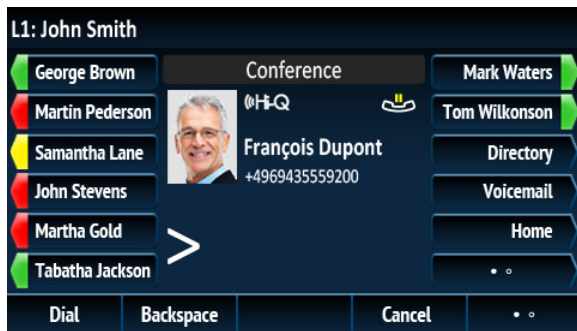 L1: John Smith
George Brown
Martin Pederson
Samantha Lane
John Stevens
Martha Gold
Tabatha Jackson
Conference
Hi-Q
François Dupont
+4969435559200
>
Mark Waters
Tom Wilkonson
Directory
Voicemail
Home
Dial
Backspace
Cancel